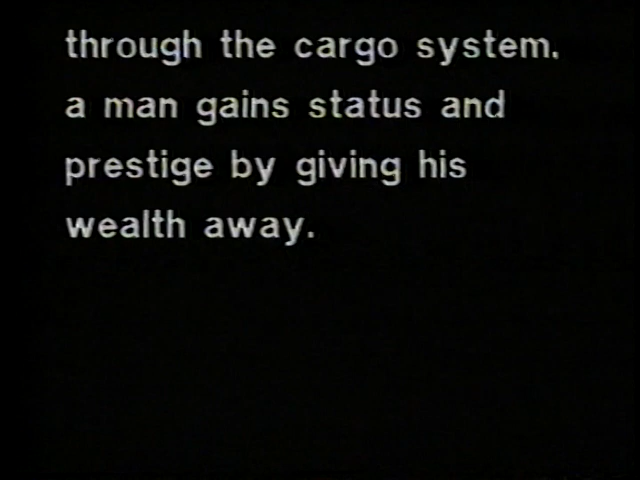 through the cargo system.
a man gains status and
prestige by giving his
wealth away.